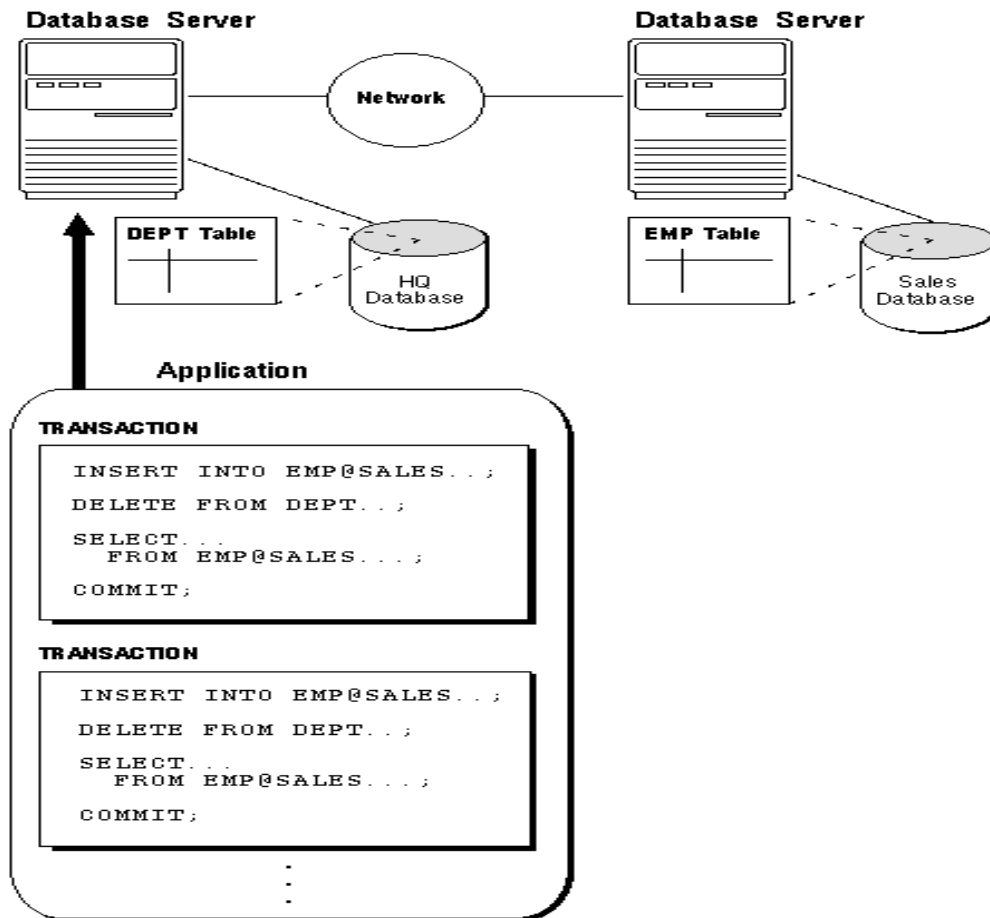 Database Server
Database Server
Network
DEPT Table
HQ
Database
EMP Table
Sales
Database
Application
TRANSACTION
INSERT INTO EMP@SALES..;
DELETE FROM DEPT..;
SELECT...
FROM EMP@SALES...;
COMMIT;
TRANSACTION
INSERT INTO EMP@SALES..;
DELETE FROM DEPT..;
SELECT...
FROM EMP@SALES...;
COMMIT;